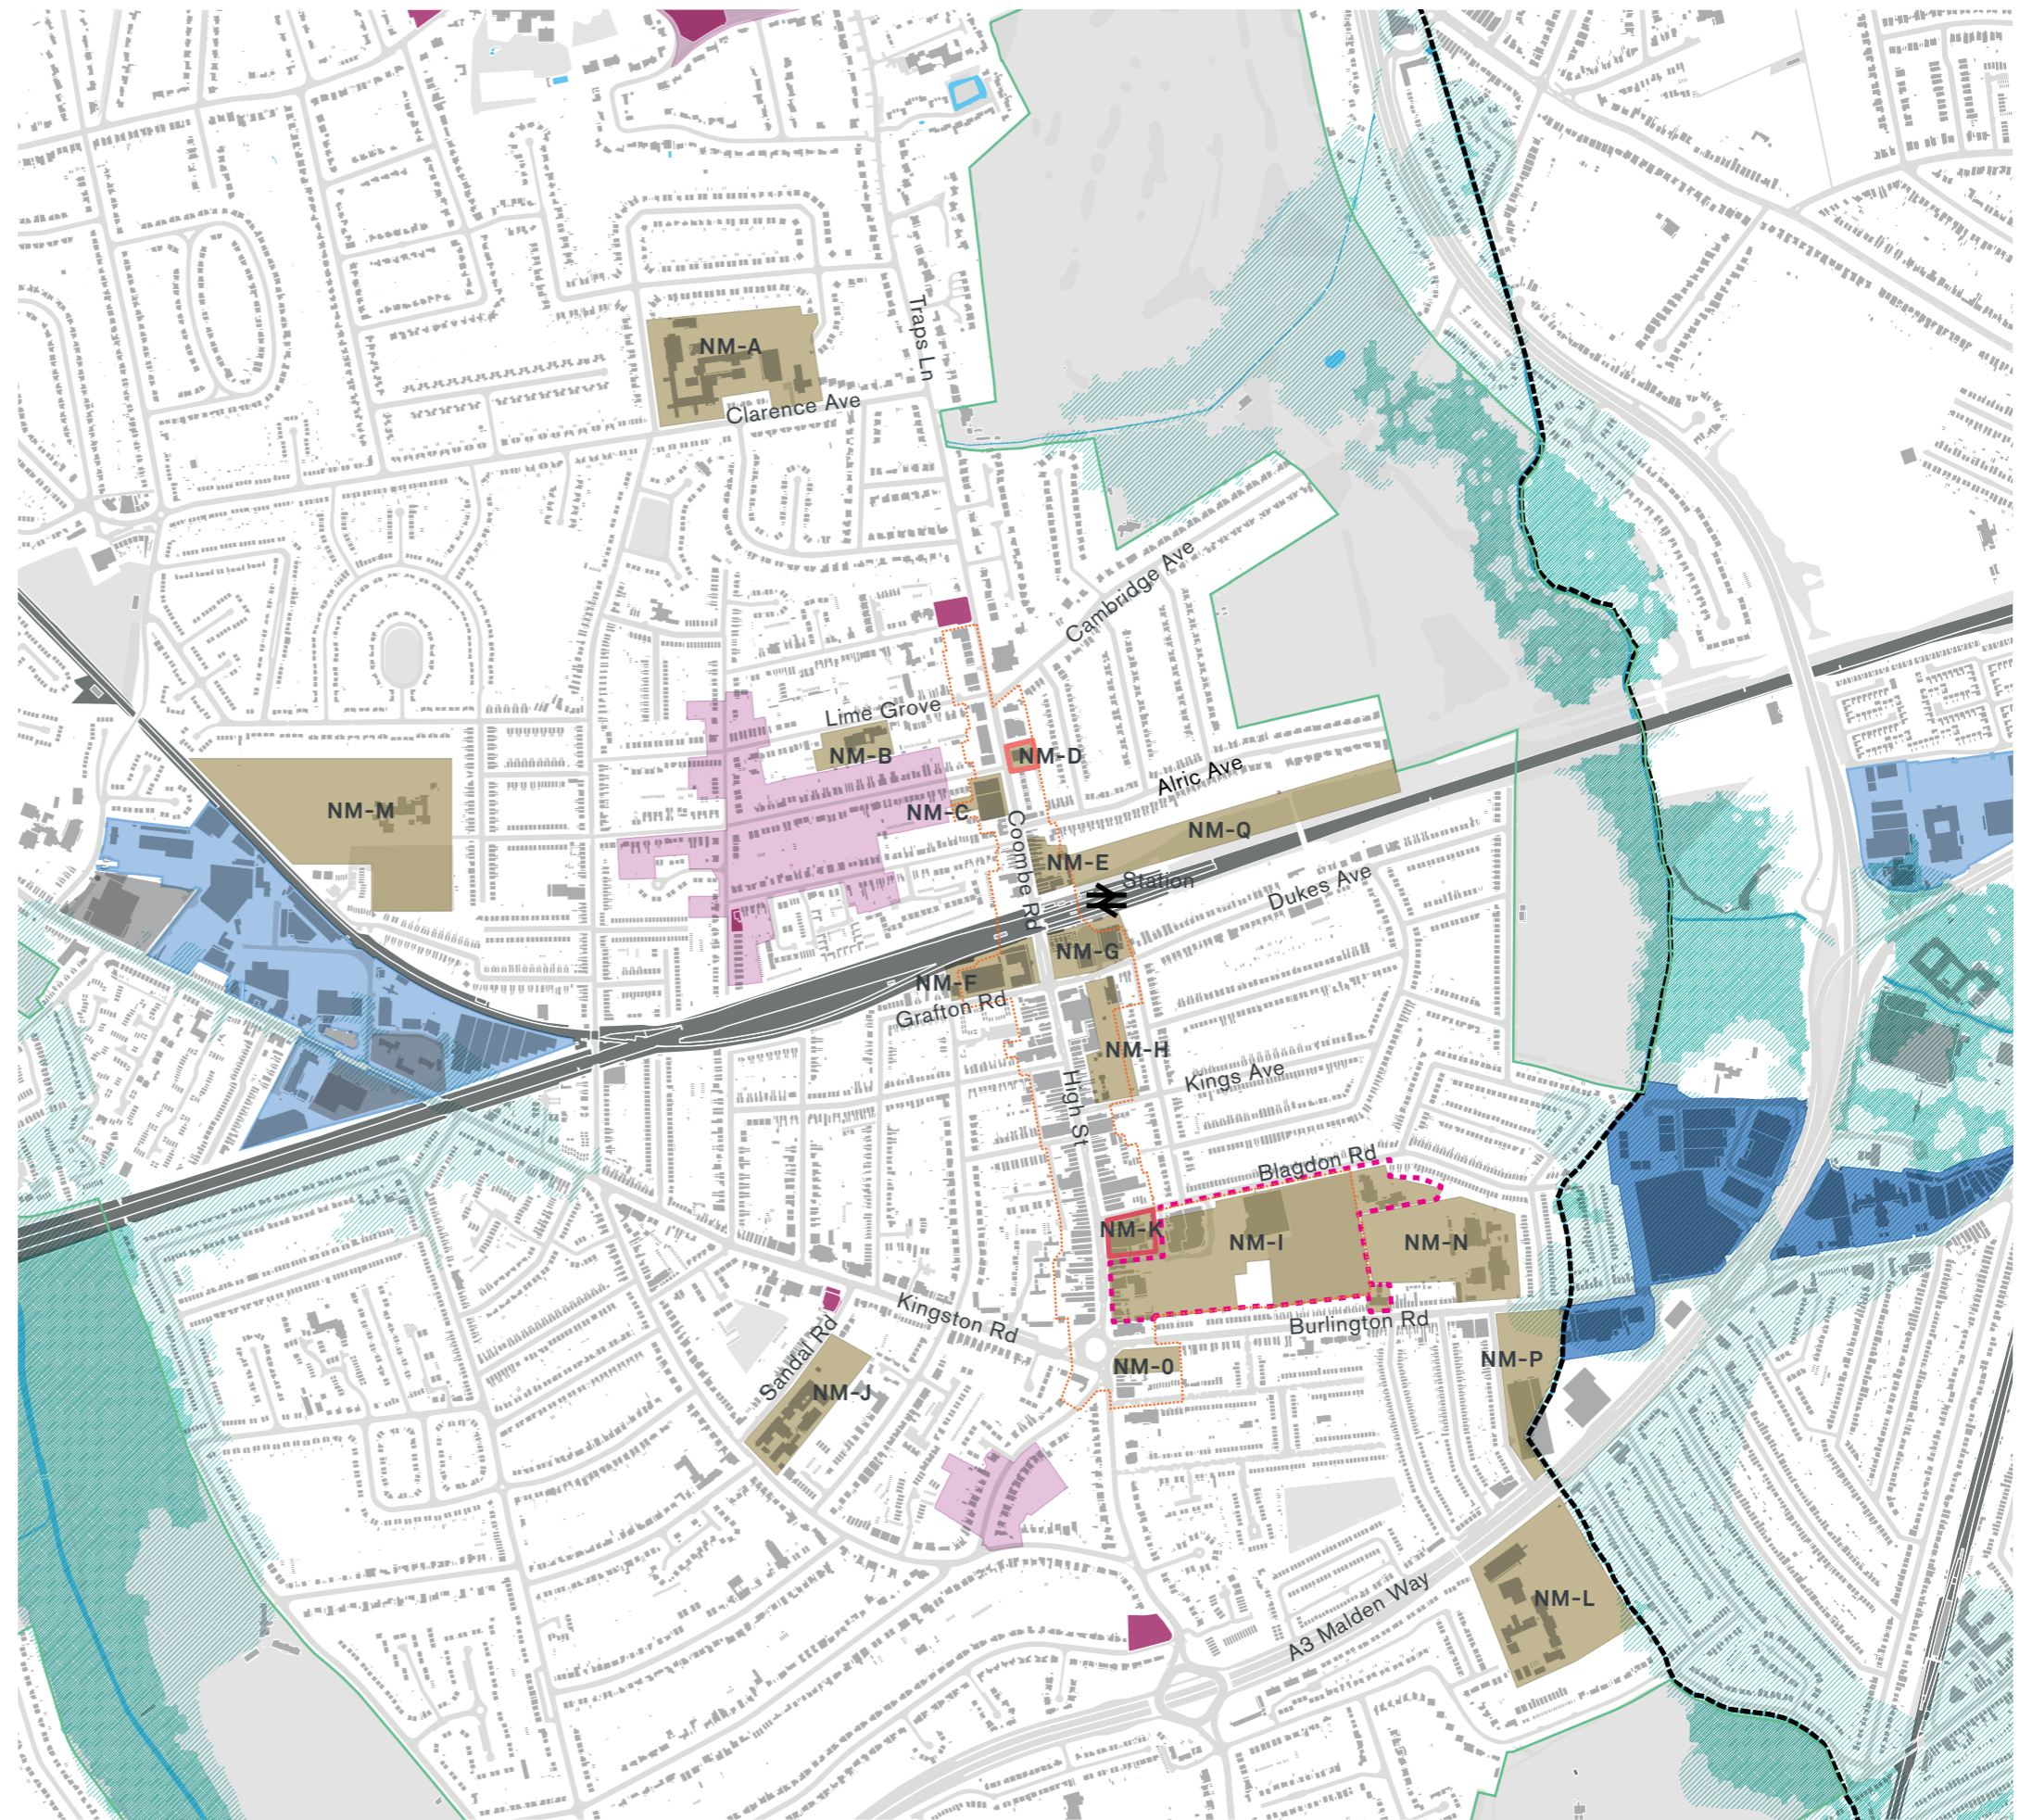 Traps Ln
NM-A
Clarence Ave
Cambridge Ave
Lime Grove
NM-B
NM-D
Alric Ave
NM-M
NM-C
Coombe Rd
NM-Q
NM-E
Station
Dukes Ave
NM-G
NM-F
Grafton Rd
NM-H
Kings Ave
High St
Blagdon Rd
NM-K
NM-I
NM-N
Kingston Rd
Burlington Rd
Sandal Rd
NM-0
NM-P
NM-J
NM-L
A3 Malden Way